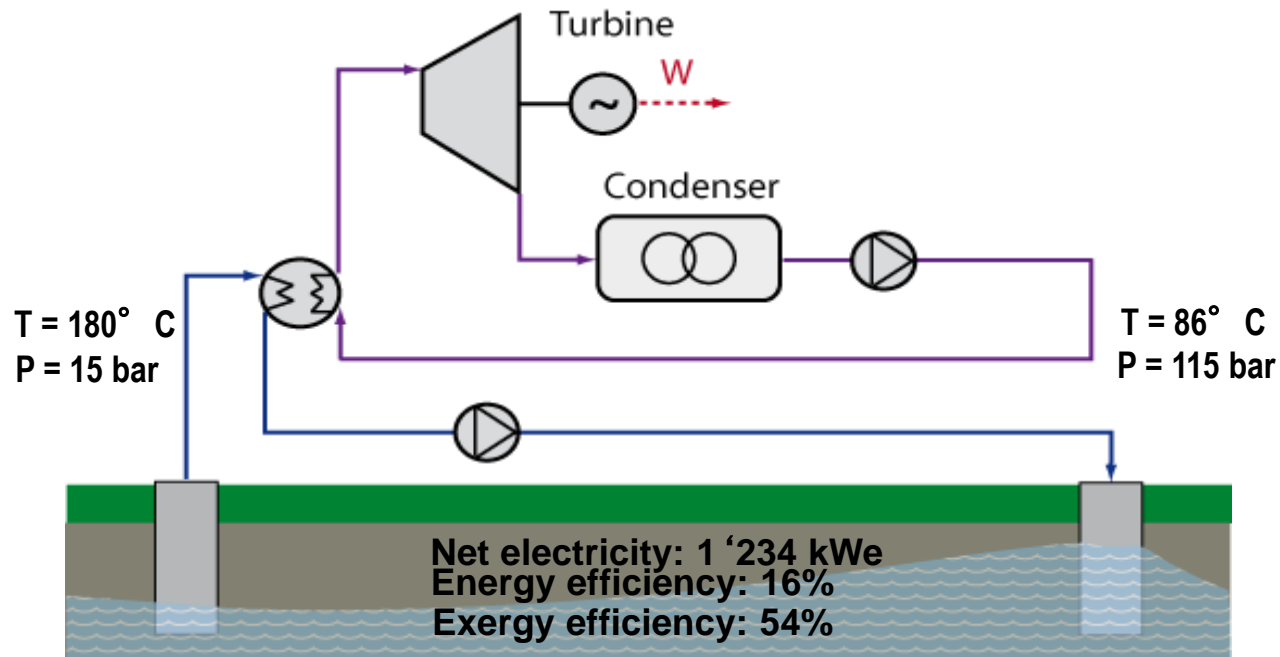 Turbine
W
~
Condenser
T = 180° C
P = 15 bar
T = 86° C
P = 115 bar
Net electricity: 1 ‘234 kWe
Energy efficiency: 16%
Exergy efficiency: 54%